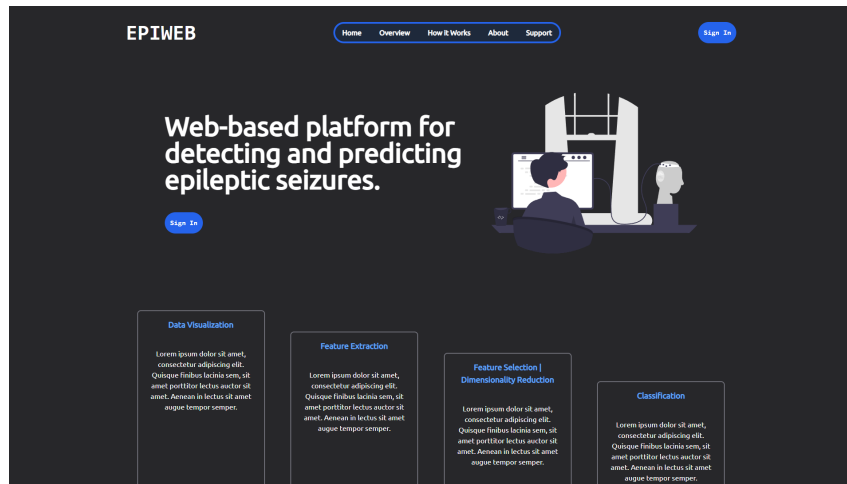 EPIWEB
Home Overview How it Works About Support
Sign In
Web-based platform for
detecting and predicting
epileptic seizures.
Sign In
Data Visualization
Lorem ipsum dolor sit amet,
consectetur adipiscing elit.
Quisque finibus lacinia sem, sit
amet porttitor lectus auctor sit
amet. Aenean in lectus sit amet
augue tempor semper.
Feature Extraction
Lorem ipsum dolor sit amet,
consectetur adipiscing elit.
Quisque finibus lacinia sem, sit
amet porttitor lectus auctor sit
amet. Aenean in lectus sit amet
augue tempor semper.
Feature Selection |
Dimensionality Reduction
Lorem ipsum dolor sit amet,
consectetur adipiscing elit.
Quisque finibus lacinia sem, sit
amet porttitor lectus auctor sit
amet. Aenean in lectus sit amet
augue tempor semper.
Classification
Lorem ipsum dolor sit amet,
consectetur adipiscing elit.
Quisque finibus lacinia sem, sit
amet porttitor lectus auctor sit
amet. Aenean in lectus sit amet
augue tempor semper.